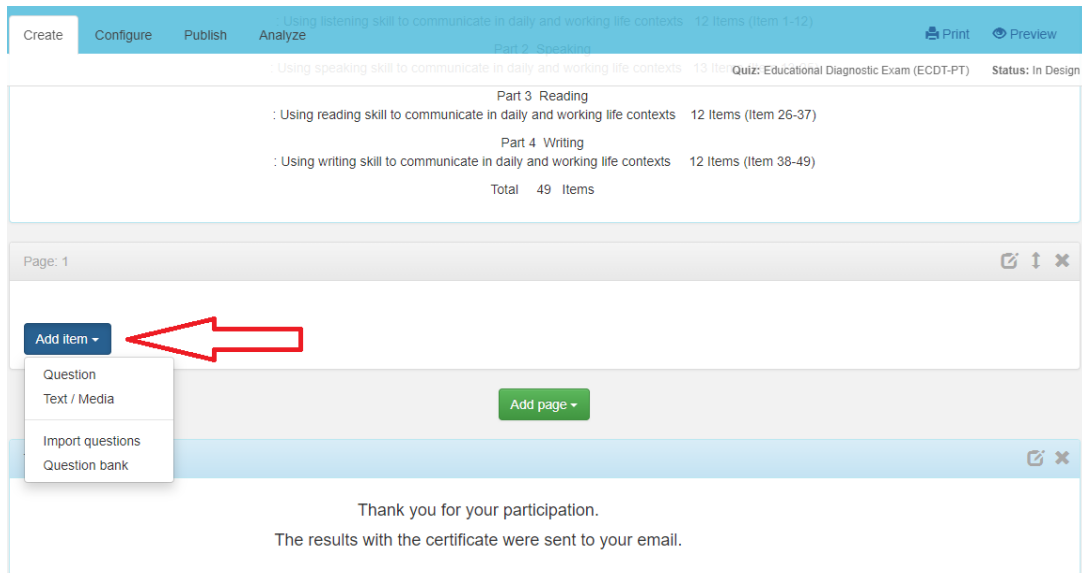 : Using listening skill to communicate in daily and working life contexts 12 Items (Item 1-12)
Create Configure Publish Analyze Print Preview
Part 2 Speaking
: Using speaking skill to communicate in daily and working life contexts 13 Item
Quiz: Educational Diagnostic Exam (ECDT-PT) Status: In Design
Part 3 Reading
: Using reading skill to communicate in daily and working life contexts 12 Items (Item 26-37)
Part 4 Writing
: Using writing skill to communicate in daily and working life contexts 12 Items (Item 38-49)
Total 49 Items
Page: 1
Add item
Question
Text / Media
Add page
Import questions
Question bank
Thank you for your participation.
The results with the certificate were sent to your email.